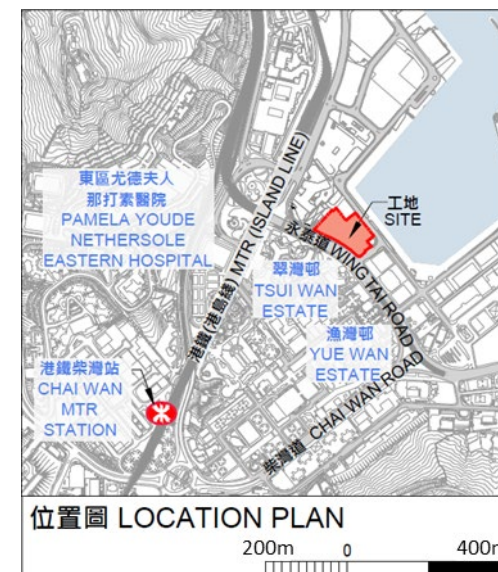 東區尤德夫人
那打素醫院
PAMELA YOUDE
NETHERSOLE
EASTERN HOSPITAL
港鐵(港島綫) MTR (ISLAND LINE)
工地
SITE
永泰道 WING TAI ROAD
翠灣邨
TSUI WAN
ESTATE
漁灣邨
YUE WAN
ESTATE
港鐵柴灣站
CHAI WAN
MTR
STATION
柴灣道 CHAI WAN ROAD
位置圖 LOCATION PLAN
200m 0 400m